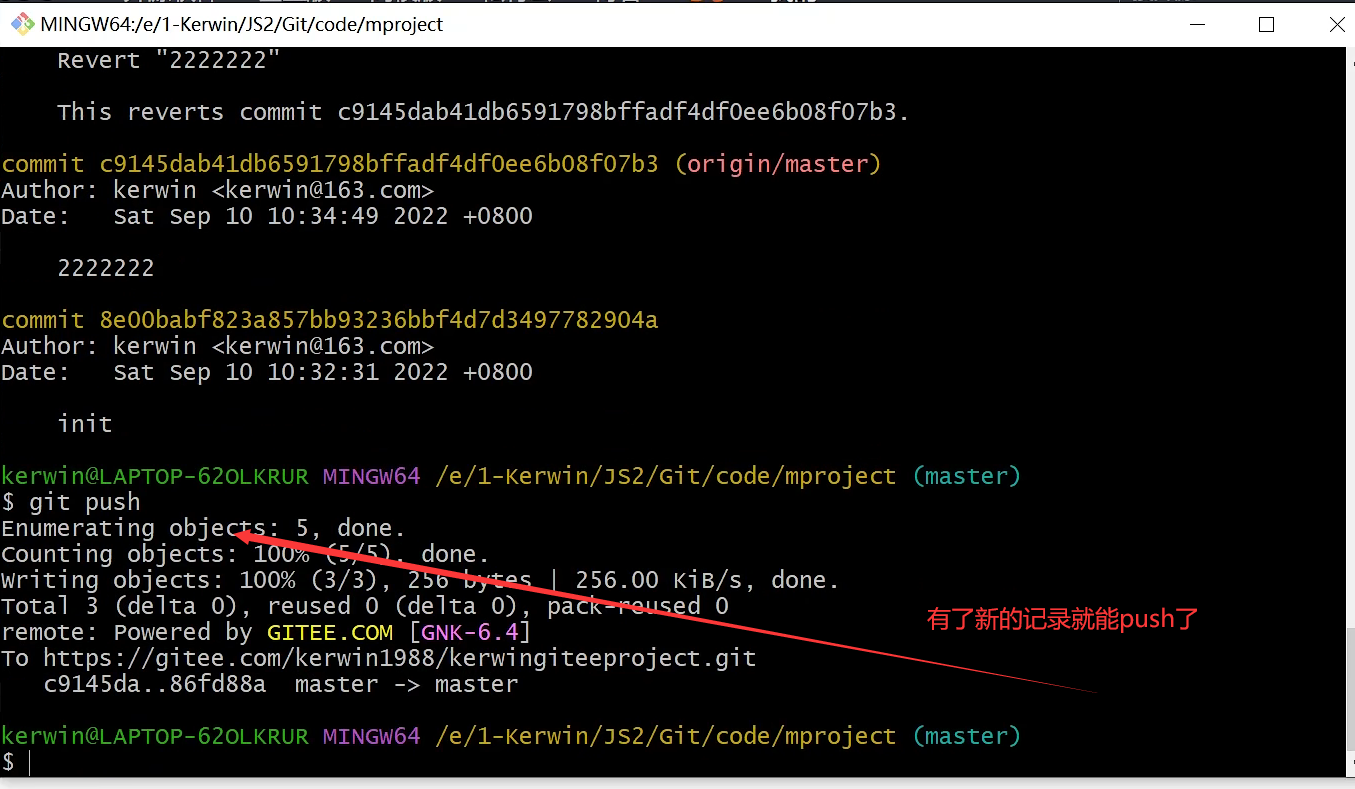 MINGW64:/e/1-Kerwin/JS2/Git/code/mproject
Revert "2222222"
This reverts commit c9145dab41db6591798bffadf4df0ee6b08f07b3.
commit c9145dab41db6591798bffadf4df0ee6b08f07b3 (origin/master)
Author: kerwin <kerwin@163.com>
Date:   Sat Sep 10 10:34:49 2022 +0800
2222222
commit 8e00babf823a857bb93236bbf4d7d3497782904a
Author: kerwin <kerwin@163.com>
Date:   Sat Sep 10 10:32:31 2022 +0800
init
kerwin@LAPTOP-62OLKRUR MINGW64 /e/1-Kerwin/JS2/Git/code/mproject (master)
$ git push
Enumerating objects: 5, done.
Counting objects: 100% (5/5), done.
Writing objects: 100% (3/3), 256 bytes | 256.00 KiB/s, done.
Total 3 (delta 0), reused 0 (delta 0), pack-reused 0
有了新的记录就能push了
remote: Powered by GITEE.COM [GNK-6.4]
To https://gitee.com/kerwin1988/kerwingiteeproject.git
c9145da..86fd88a  master -> master
kerwin@LAPTOP-62OLKRUR MINGW64 /e/1-Kerwin/JS2/Git/code/mproject (master)
$